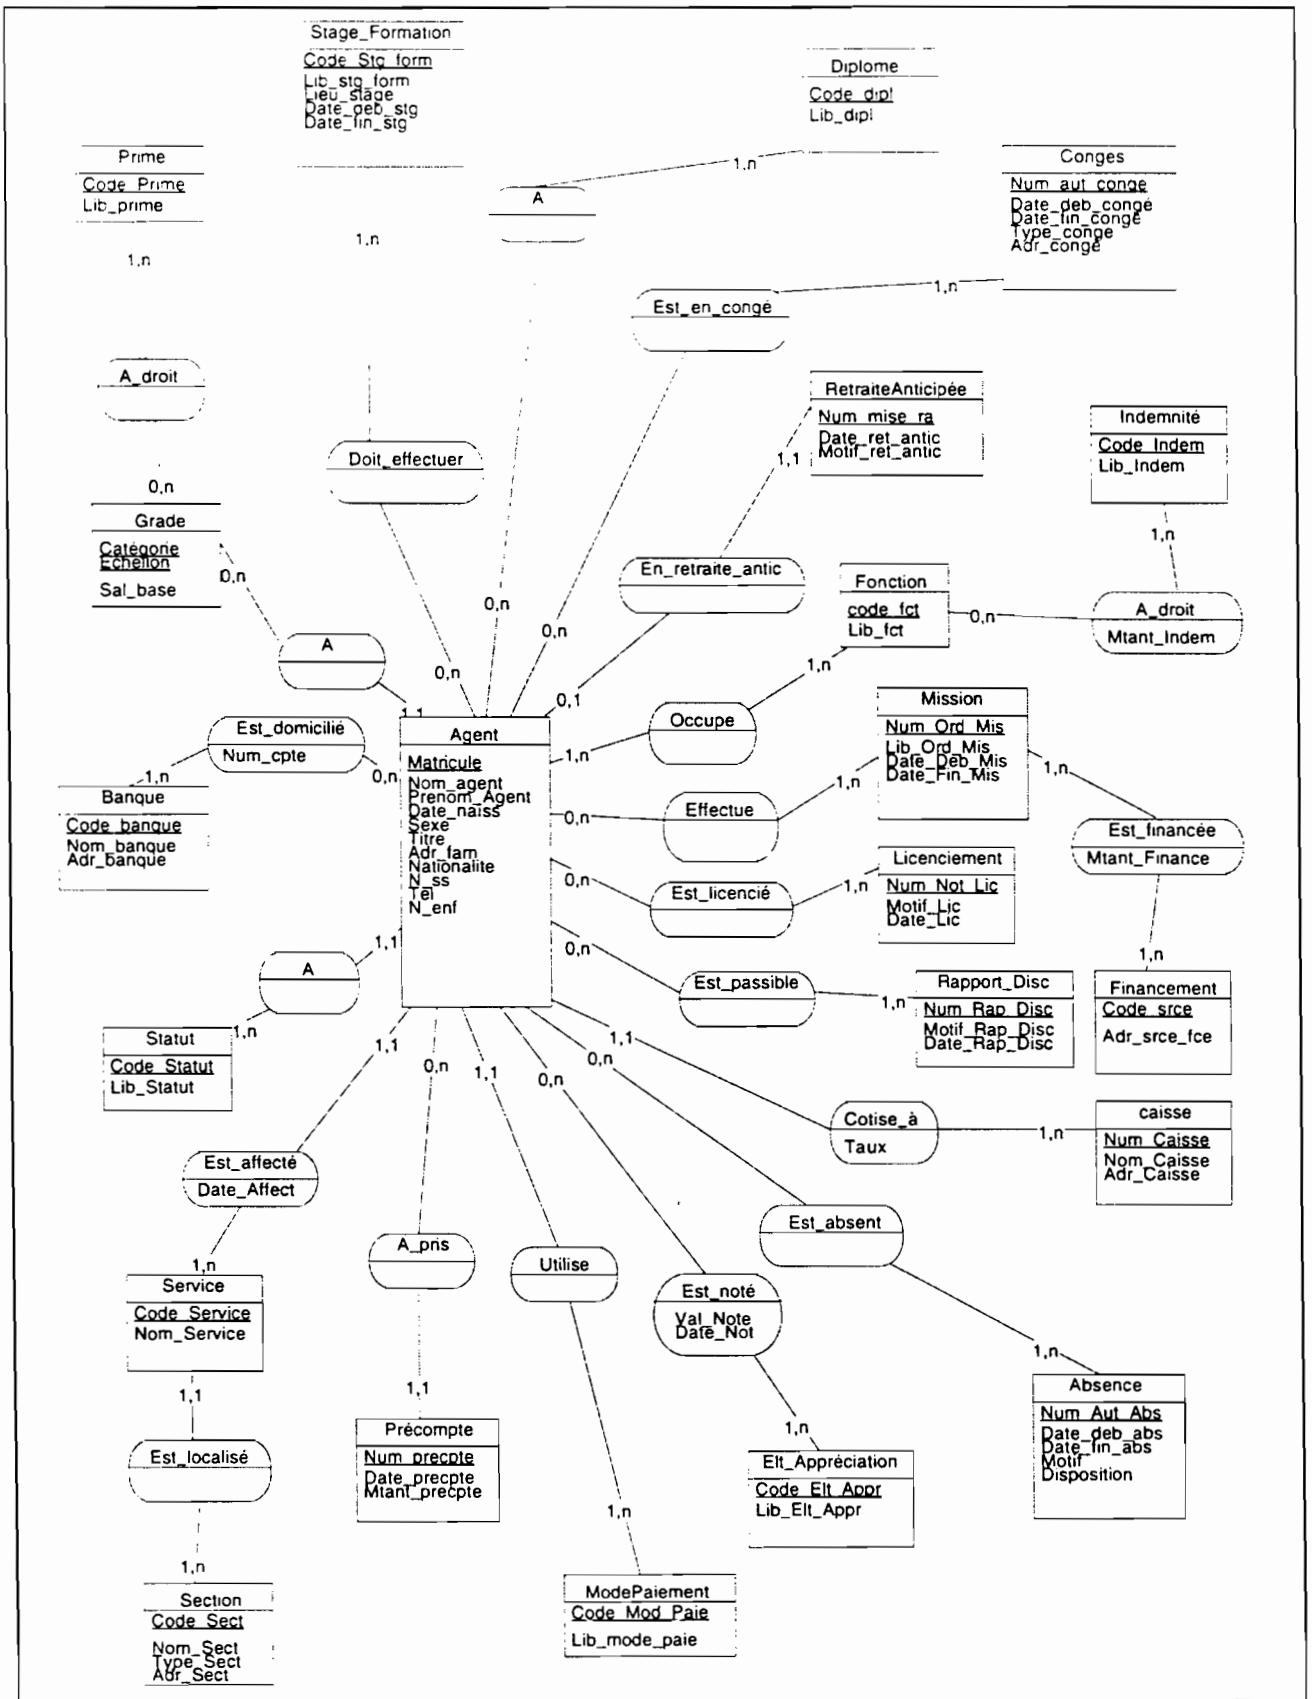 Stage_Formation
Code_Stg_form
Lib_stg_form
Lieu_stage
Date_deb_stg
Date_fin_stg
Diplome
Code_dipl
Lib_dipl
Prime
Code_Prime
Lib_prime
Conges
Num_aut_conge
Date_deb_congé
Date_fin_congé
Type_congé
Adr_congé
1,n
A
1,n
1,n
1,n
Est_en_congé
A_droit
RetraiteAnticipée
Num_mise_ra
Date_ret_antic
Motif_ret_antic
1,1
Indemnité
Code_Indem
Lib_Indem
Doit_effectuer
0,n
1,n
Grade
Catégorie
Echellon
Sal_base
0,n
En_retraite_antic
Fonction
code_fct
Lib_fct
0,n
A_droit
Mtant_Indem
0,n
0,n
A
0,n
1,n
0,1
1,1
Est_domicilié
Num_cpte
1,n
0,n
Agent
Matricule
Nom_agent
Prenom_Agent
Date_naiss
Sexe
Titre
Adr_fam
Nationalite
N_ss
Tel
N_enf
Occupe
1,n
Mission
Num_Ord_Mis
Lib_Ord_Mis
Date_Deb_Mis
Date_Fin_Mis
1,n
1,n
Banque
Code_banque
Nom_banque
Adr_banque
Effectue
0,n
Est_financée
Mtant_Finance
Licenciement
Num_Not_Lic
Motif_Lic
Date_Lic
0,n
Est_licencié
1,n
1,1
0,n
1,n
A
Est_passible
1,n
Rapport_Disc
Num_Rap_Disc
Motif_Rap_Disc
Date_Rap_Disc
Financement
Code_srce
Adr_srce_fce
1,n
Statut
Code_Statut
Lib_Statut
1,1
0,n
1,1
0,n
0,n
1,1
Cotise_à
Taux
1,n
caisse
Num_Caisse
Nom_Caisse
Adr_Caisse
Est_affecté
Date_Affect
Est_absent
A_pris
Utilise
1,n
Service
Code_Service
Nom_Service
Est_noté
Val_Note
Date_Not
1,n
1,1
1,1
Absence
Num_Aut_Abs
Date_deb_abs
Date_fin_abs
Motif
Disposition
Précompte
Num_precpte
Date_precpte
Mtant_precpte
1,n
Est_localisé
Elt_Appréciation
Code_Elt_Appr
Lib_Elt_Appr
1,n
1,n
Section
Code_Sect
Nom_Sect
Type_Sect
Adr_Sect
ModePaiement
Code_Mod_Paie
Lib_mode_paie